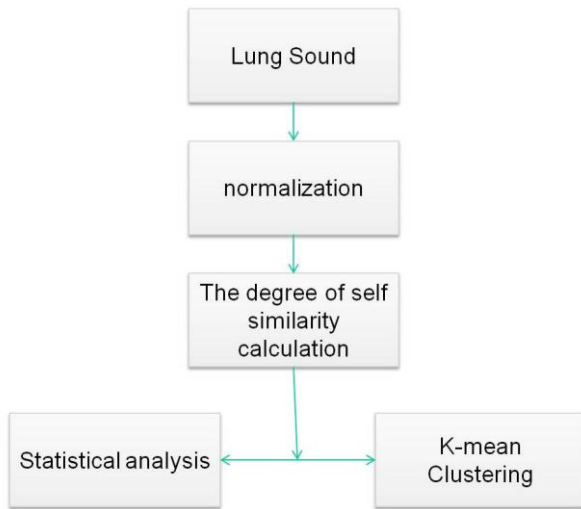 Lung Sound
normalization
The degree of self
similarity
calculation
Statistical analysis
K-mean
Clustering